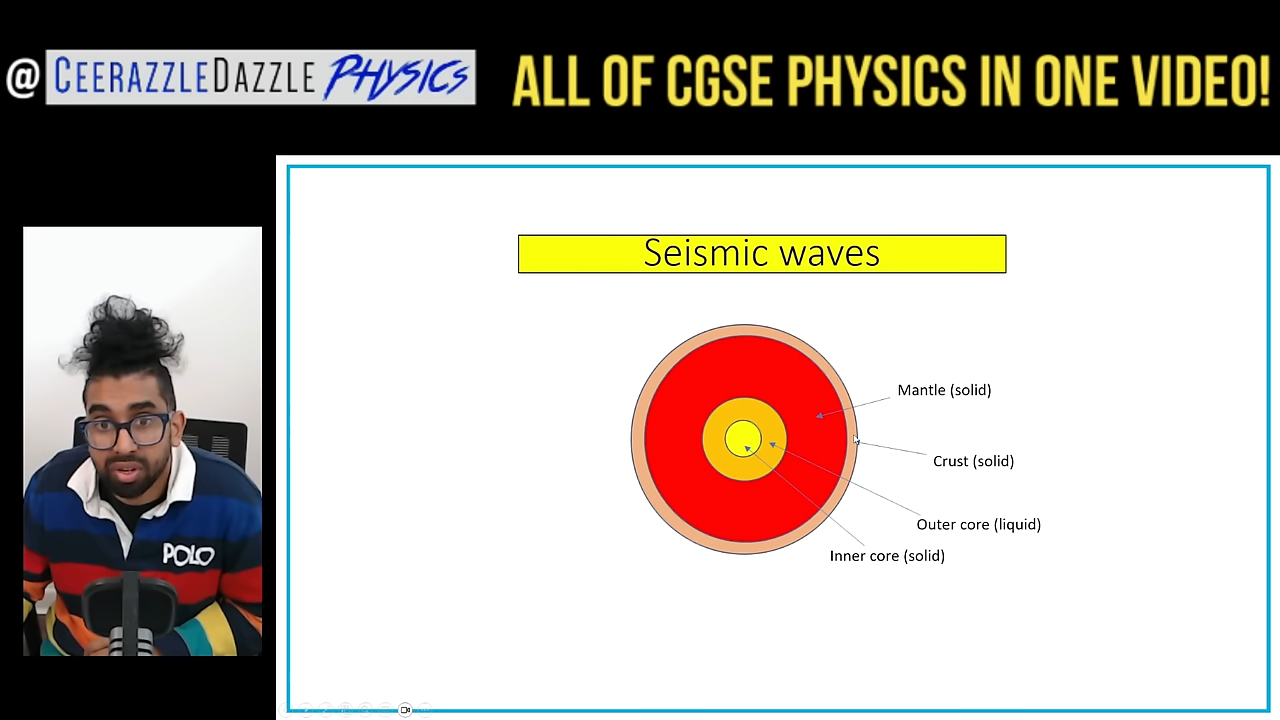 @ CEERAZZLEDAZZLE PHYSICS
ALL OF CGSE PHYSICS IN ONE VIDEO!
Seismic waves
Mantle (solid)
Crust (solid)
Outer core (liquid)
Inner core (solid)
POLO